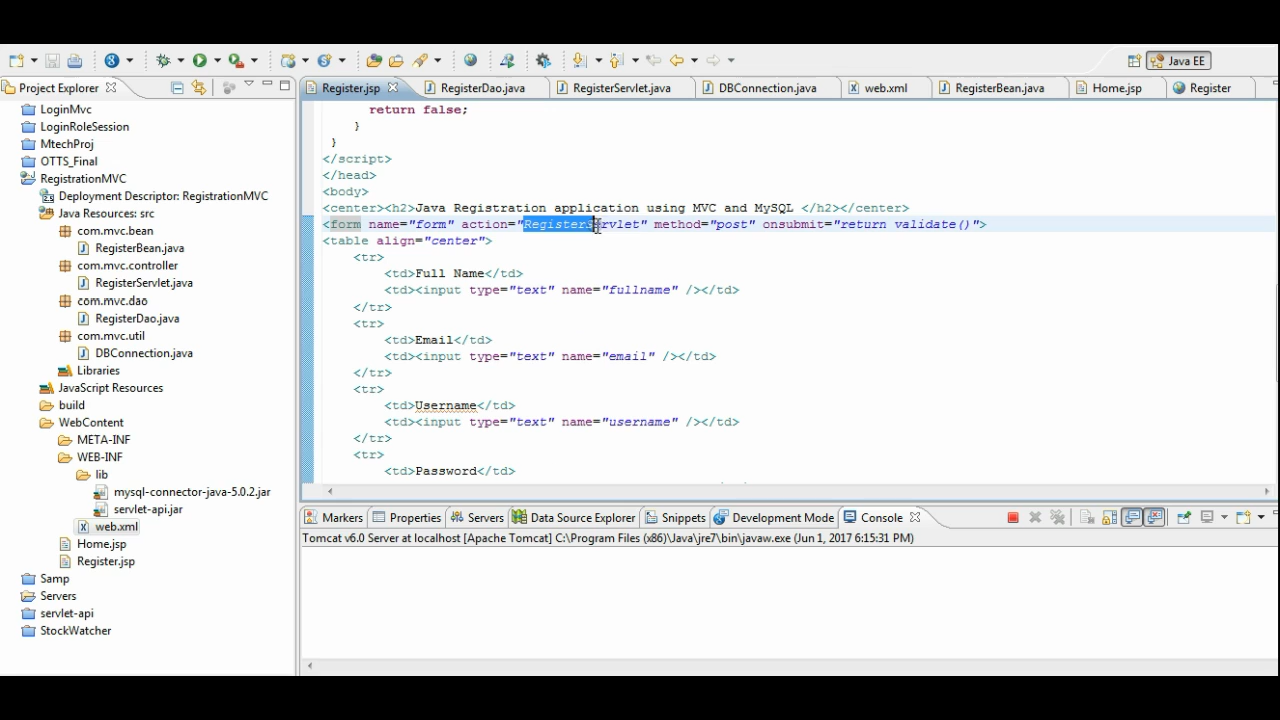 Java EE
Project Explorer
Register.jsp
RegisterDao.java
RegisterServlet.java
DBConnection.java
web.xml
RegisterBean.java
Home.jsp
Register
LoginMvc
LoginRoleSession
MtechProj
OTTS_Final
RegistrationMVC
Deployment Descriptor: RegistrationMVC
Java Resources: src
com.mvc.bean
RegisterBean.java
com.mvc.controller
RegisterServlet.java
com.mvc.dao
RegisterDao.java
com.mvc.util
DBConnection.java
Libraries
JavaScript Resources
build
WebContent
META-INF
WEB-INF
lib
mysql-connector-java-5.0.2.jar
servlet-api.jar
web.xml
Home.jsp
Register.jsp
Samp
Servers
servlet-api
StockWatcher
return false;
}
}
</script>
</head>
<body>
<center><h2>Java Registration application using MVC and MySQL </h2></center>
<form name="form" action="RegisterServlet" method="post" onsubmit="return validate()">
<table align="center">
<tr>
<td>Full Name</td>
<td><input type="text" name="fullname" /></td>
</tr>
<tr>
<td>Email</td>
<td><input type="text" name="email" /></td>
</tr>
<tr>
<td>Username</td>
<td><input type="text" name="username" /></td>
</tr>
<tr>
<td>Password</td>
Markers
Properties
Servers
Data Source Explorer
Snippets
Development Mode
Console
Tomcat v6.0 Server at localhost [Apache Tomcat] C:\Program Files (x86)\Java\jre7\bin\javaw.exe (Jun 1, 2017 6:15:31 PM)